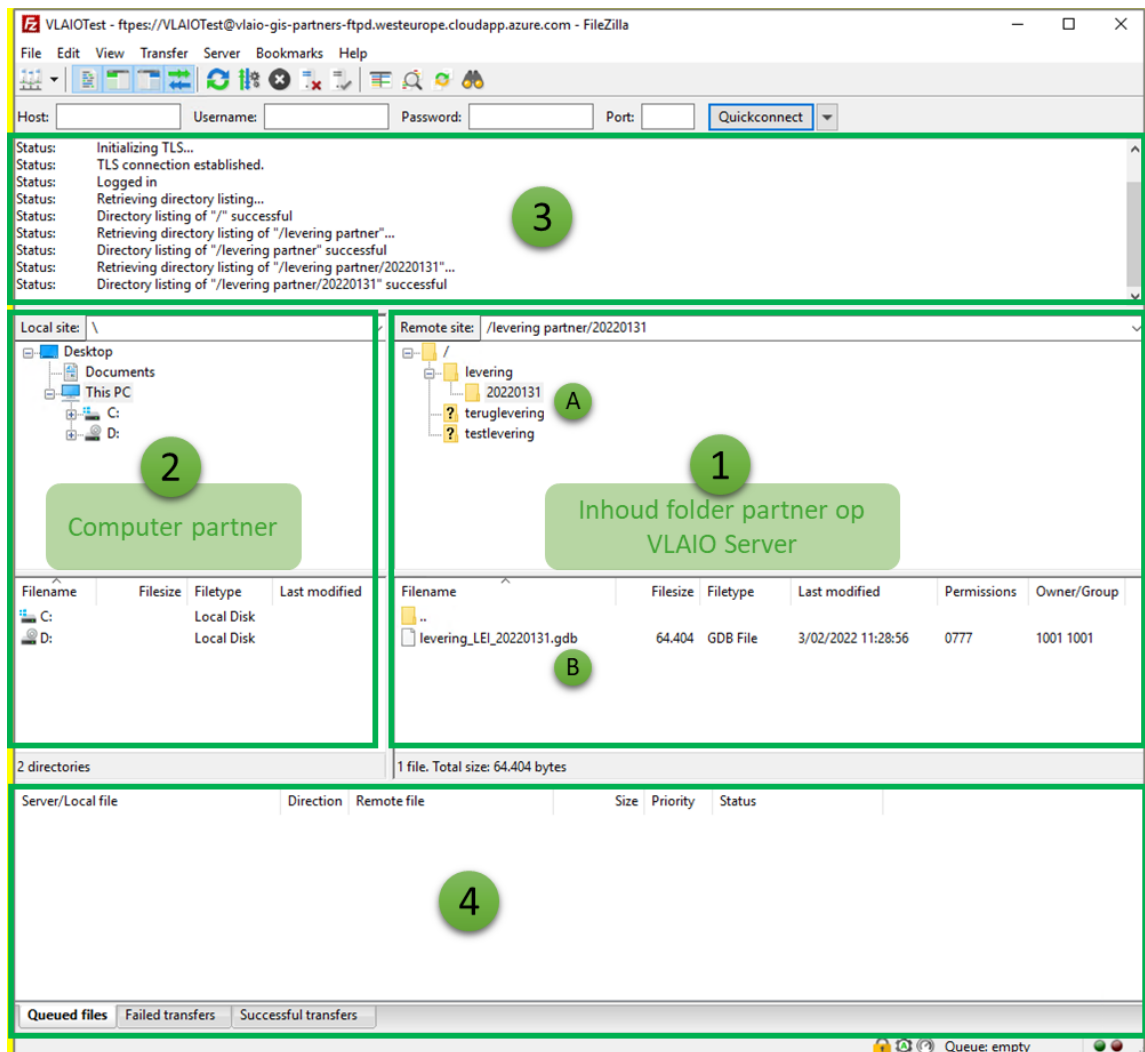 VLAIOTest - ftpes://VLAIOTest@vlaio-gis-partners-ftpd.westeurope.cloudapp.azure.com - FileZilla
File Edit View Transfer Server Bookmarks Help
Host: Username: Password: Port: Quickconnect
Status: Initializing TLS...
Status: TLS connection established.
Status: Logged in
Status: Retrieving directory listing...
Status: Directory listing of "/" successful
Status: Retrieving directory listing of "/levering partner"...
Status: Directory listing of "/levering partner" successful
Status: Retrieving directory listing of "/levering partner/20220131"...
Status: Directory listing of "/levering partner/20220131" successful
3
Local site: \
Desktop
Documents
This PC
C:
D:
2
Computer partner
Filename Filesize Filetype Last modified
C: Local Disk
D: Local Disk
2 directories
Remote site: /levering partner/20220131
/
levering
20220131
A
teruglevering
testlevering
1
Inhoud folder partner op
VLAIO Server
Filename Filesize Filetype Last modified Permissions Owner/Group
..
levering_LEI_20220131.gdb 64.404 GDB File 3/02/2022 11:28:56 0777 1001 1001
B
1 file. Total size: 64.404 bytes
Server/Local file Direction Remote file Size Priority Status
4
Queued files Failed transfers Successful transfers
Queue: empty